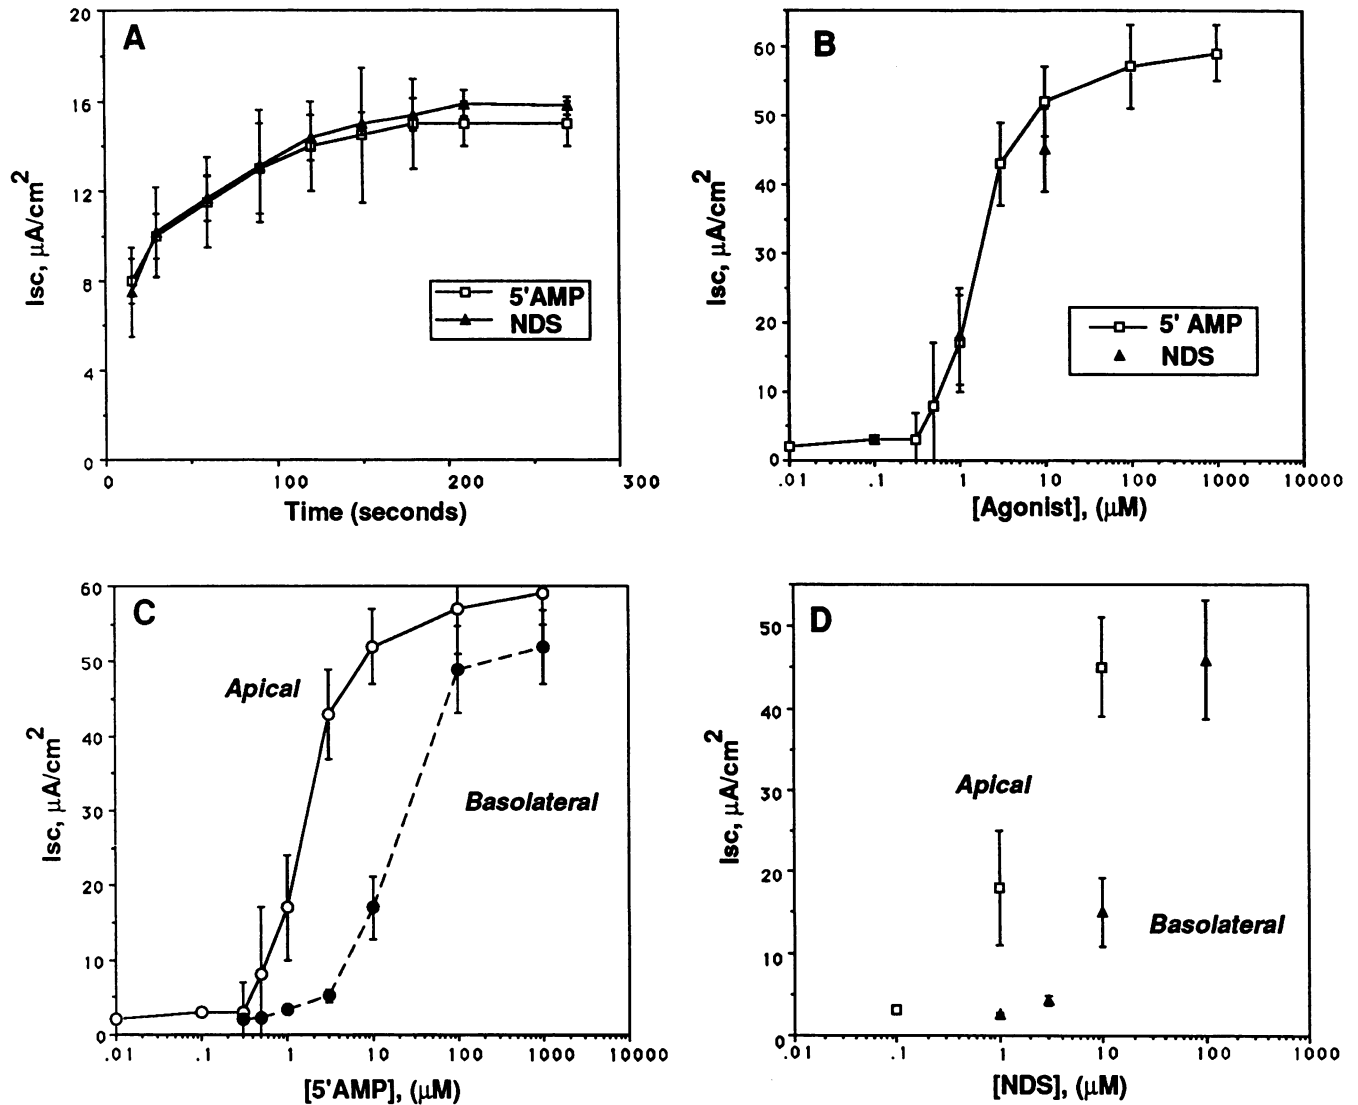 A
20
16
12
8
4
0
Isc, µA/cm2
5'AMP
NDS
0
100
200
300
Time (seconds)
B
60
50
40
30
20
10
0
Isc, µA/cm2
5' AMP
NDS
.01
.1
1
10
100
1000
10000
[Agonist], (µM)
C
60
50
40
30
20
10
0
Isc, µA/cm2
Apical
Basolateral
.01
.1
1
10
100
1000
10000
[5'AMP], (µM)
D
50
40
30
20
10
0
Isc, µA/cm2
Apical
Basolateral
.01
.1
1
10
100
1000
[NDS], (µM)